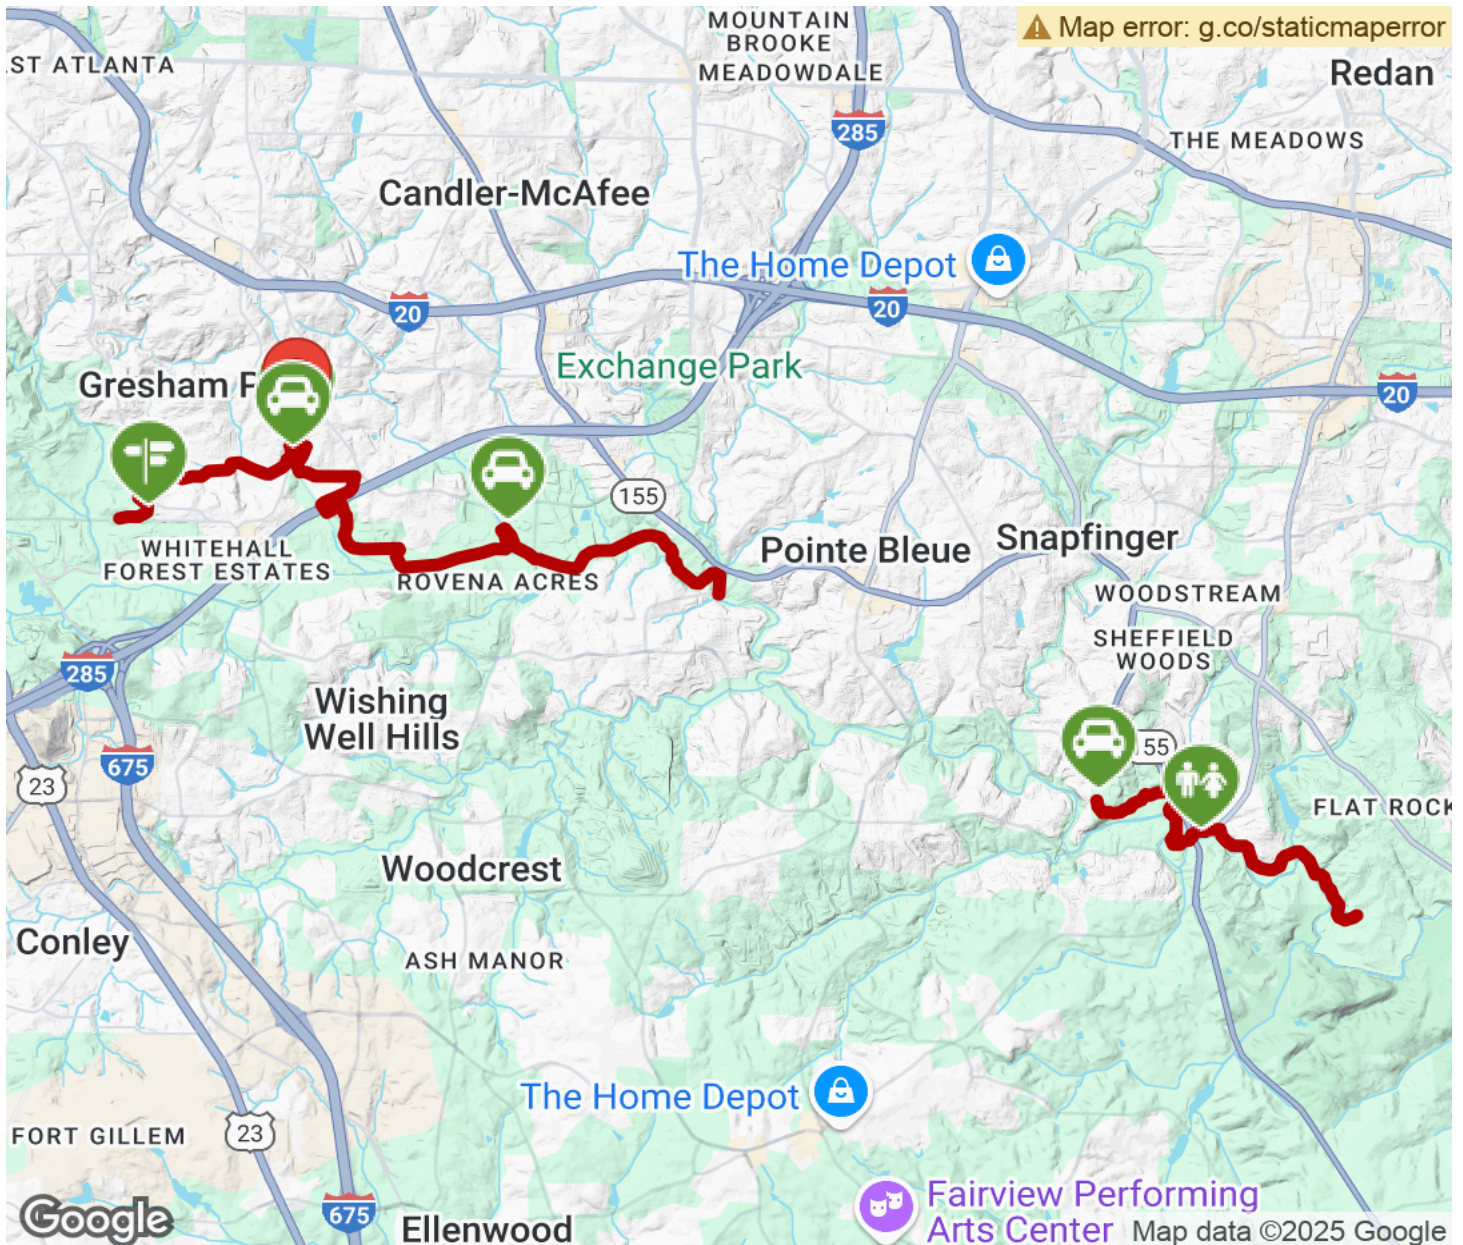 Map error: g.co/staticmaperror
MOUNTAIN
BROOKE
MEADOWDALE
ST ATLANTA
Redan
285
THE MEADOWS
Candler-McAfee
The Home Depot
20
20
Exchange Park
Gresham P
20
155
Pointe Bleue
Snapfinger
WHITEHALL
FOREST ESTATES
ROVENA ACRES
WOODSTREAM
SHEFFIELD
WOODS
285
Wishing
Well Hills
675
55
23
FLAT ROCK
Woodcrest
Conley
ASH MANOR
The Home Depot
FORT GILLEM
23
675
Fairview Performing
Arts Center
Google
Ellenwood
Map data ©2025 Google